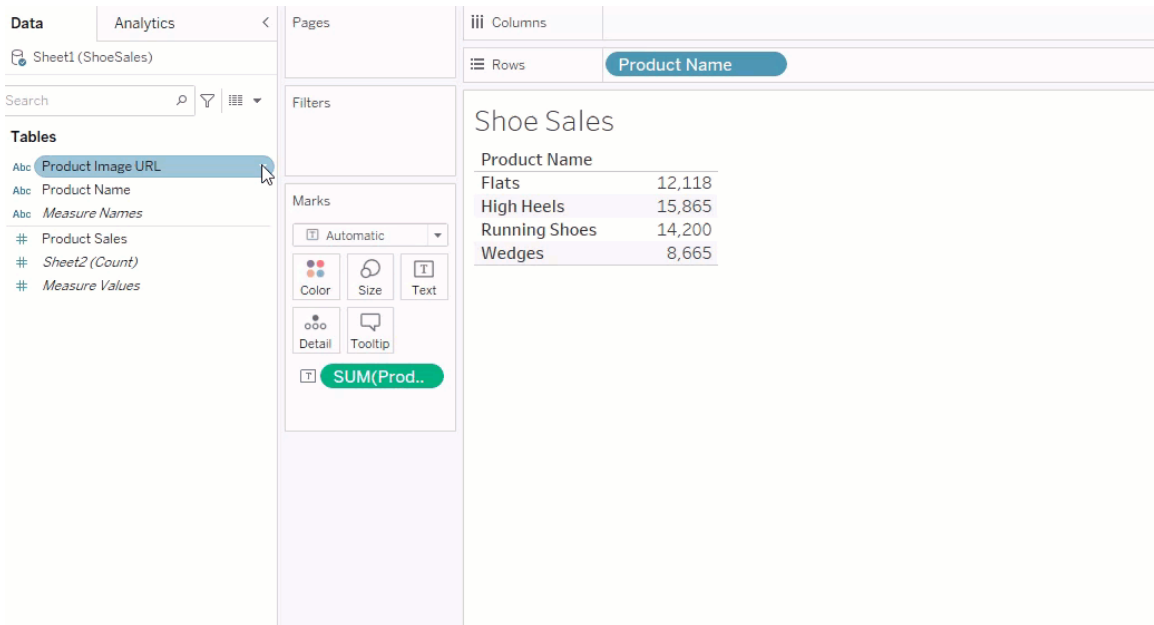 Data Analytics
Sheet1 (ShoeSales)
Search
Tables
Abc Product Image URL
Abc Product Name
Abc Measure Names
# Product Sales
# Sheet2 (Count)
# Measure Values
Pages
Filters
Marks
T Automatic
Color Size Text
Detail Tooltip
T SUM(Prod..
Columns
Rows Product Name
Shoe Sales
Product Name
Flats 12,118
High Heels 15,865
Running Shoes 14,200
Wedges 8,665